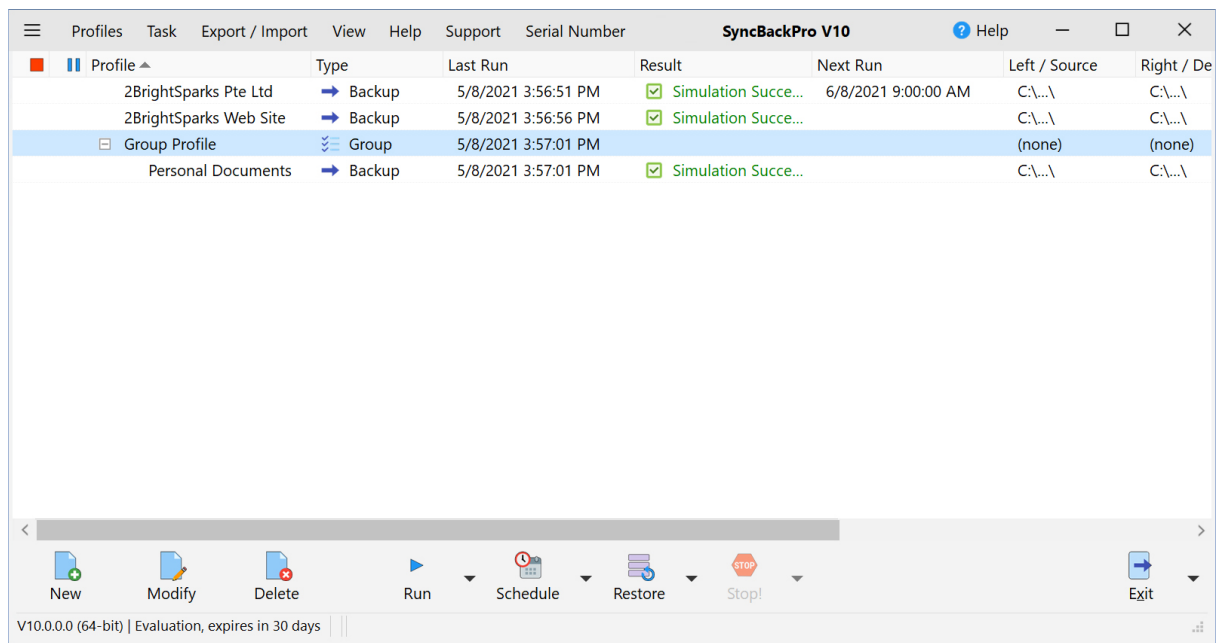 Profiles Task Export / Import View Help Support Serial Number SyncBackPro V10 Help
Profile Type Last Run Result Next Run Left / Source Right / De
2BrightSparks Pte Ltd Backup 5/8/2021 3:56:51 PM Simulation Succe... 6/8/2021 9:00:00 AM C:\...\ C:\...\
2BrightSparks Web Site Backup 5/8/2021 3:56:56 PM Simulation Succe... C:\...\ C:\...\
Group Profile Group 5/8/2021 3:57:01 PM (none) (none)
Personal Documents Backup 5/8/2021 3:57:01 PM Simulation Succe... C:\...\ C:\...\
STOP
New Modify Delete Run Schedule Restore Stop! Exit
V10.0.0.0 (64-bit) | Evaluation, expires in 30 days